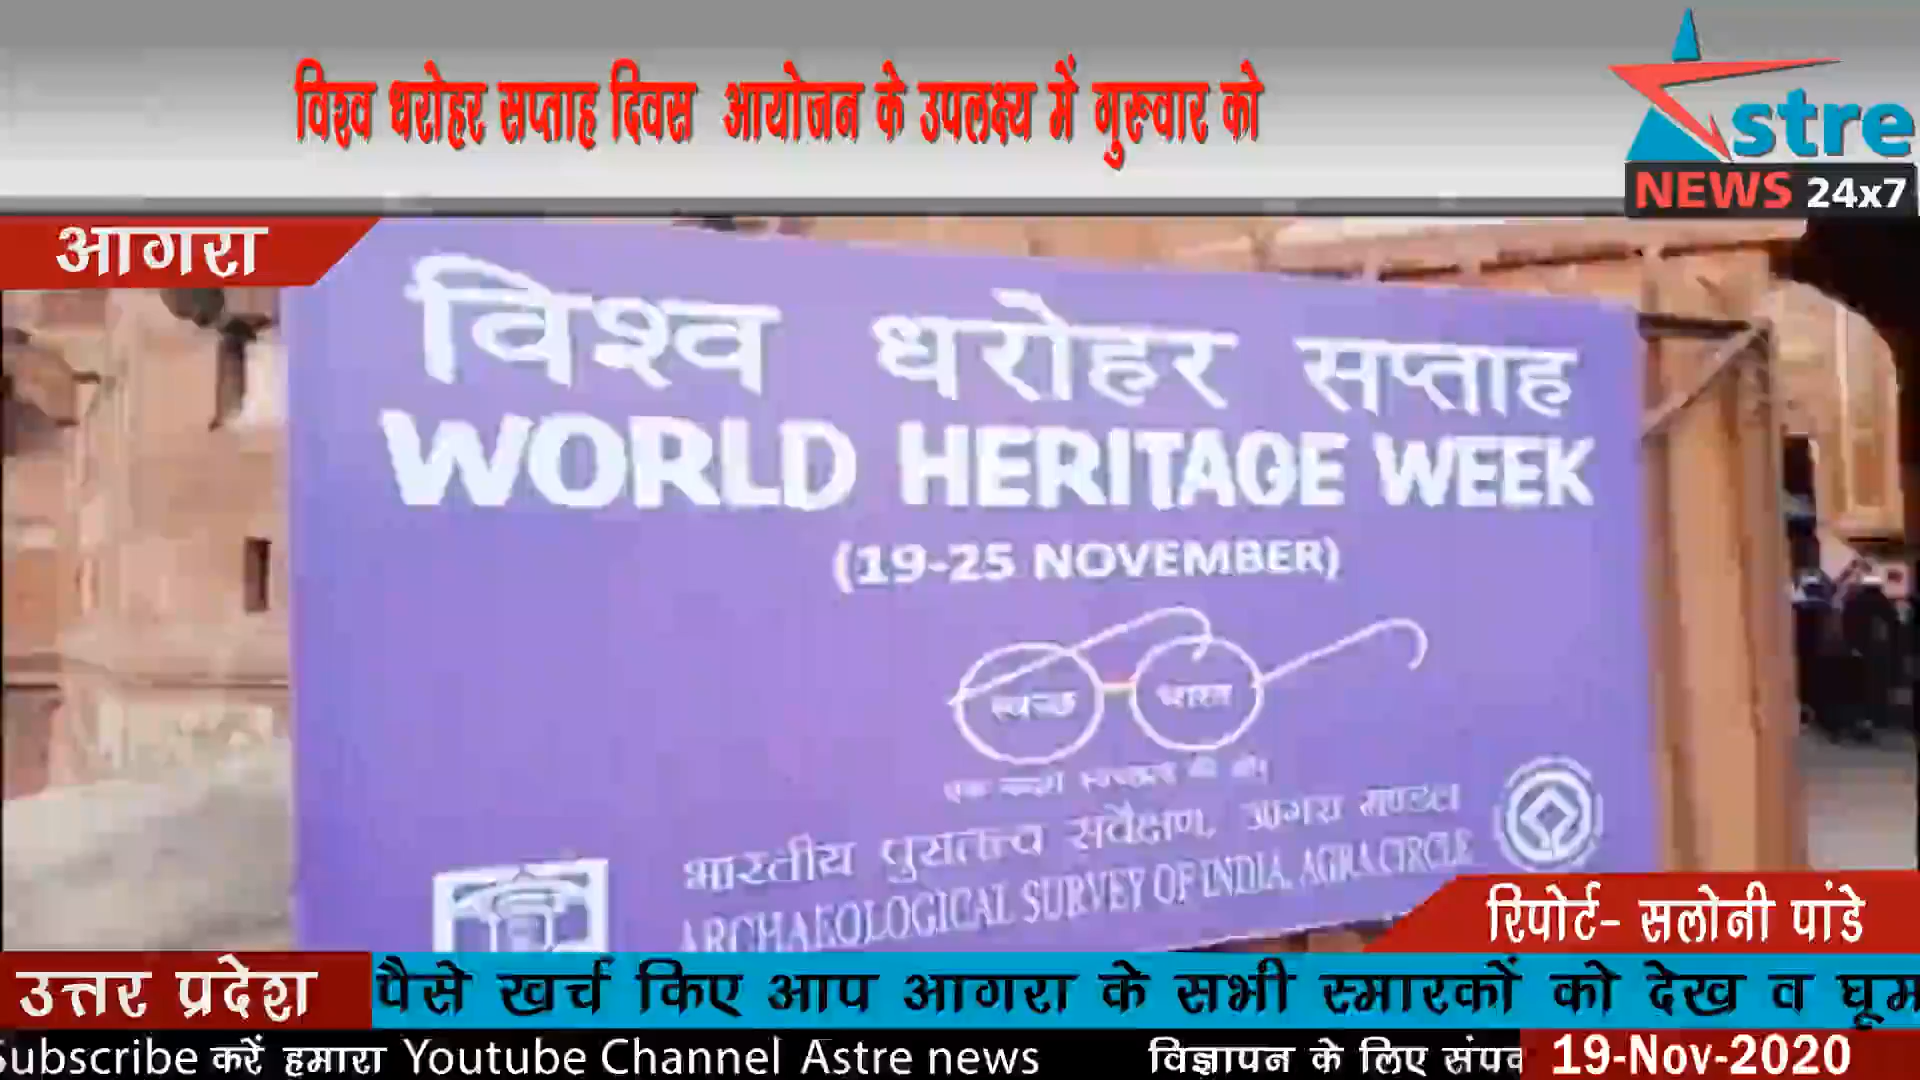 विश्व धरोहर सप्ताह दिवस आयोजन के उपलक्ष्य में गुरूवार को
Astre
NEWS 24x7
आगरा
विश्व धरोहर सप्ताह
WORLD HERITAGE WEEK
(19-25 NOVEMBER)
स्वच्छ भारत
भारतीय पुरातत्त्व सर्वेक्षण, आगरा मण्डल
ARCHAEOLOGICAL SURVEY OF INDIA, AGRA CIRCLE
रिपोर्ट- सलोनी पांडे
उत्तर प्रदेश
पैसे खर्च किए आप आगरा के सभी स्मारकों को देख व घूम
Subscribe करें हमारा Youtube Channel Astre news विज्ञापन के लिए
19-Nov-2020